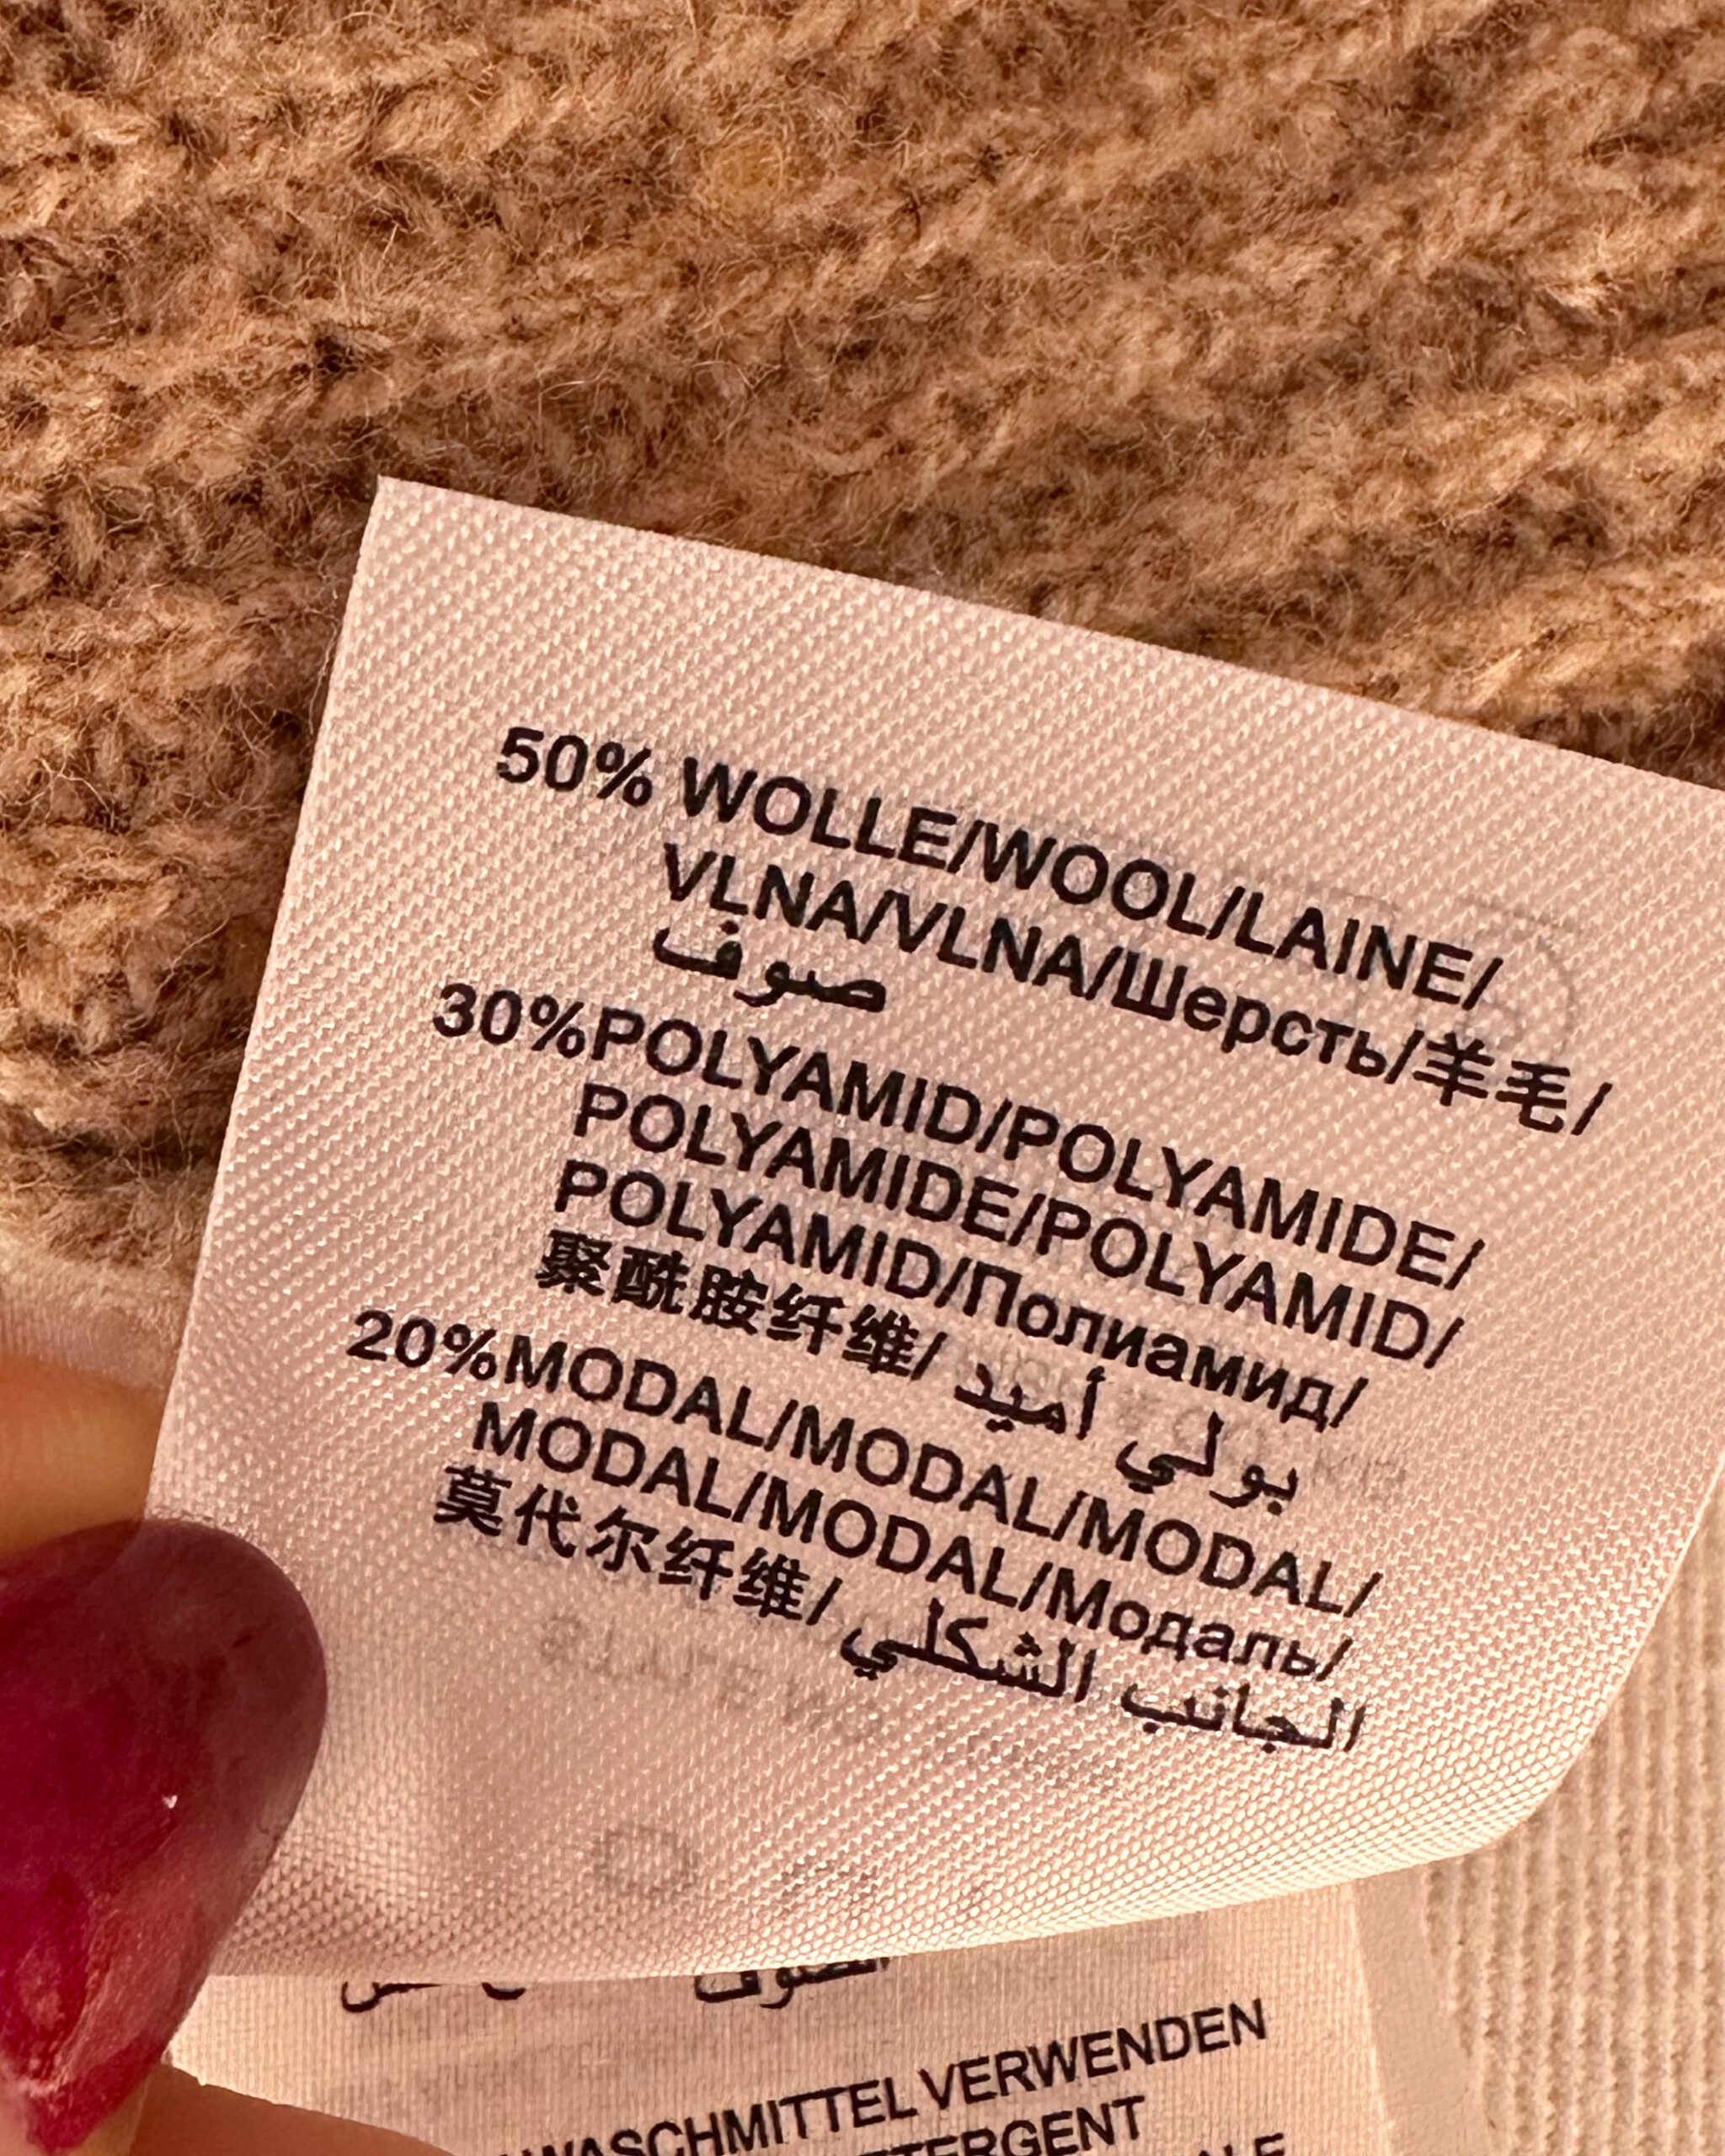 50% WOLLE/WOOL/LAINE/
VLNA/VLNA/Шерсть/羊毛/
صوف
30%POLYAMID/POLYAMIDE/
POLYAMIDE/POLYAMID/
POLYAMID/Полиамид/
聚酰胺纤维/ بولي أميد
20%MODAL/MODAL/MODAL/
MODAL/MODAL/Модаль/
莫代尔纤维/ الجانب الشكلي
WASCHMITTEL VERWENDEN